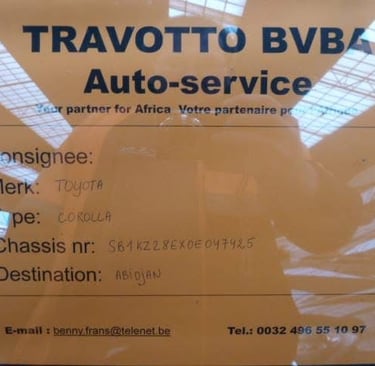 TRAVOTTO BVBA
Auto-service
Your partner for Africa Votre partenaire
onsignee:
Merk: TOYOTA
ype: COROLLA
Chassis nr: SB1KZ28EX0E047425
Destination: ABIDJAN
E-mail : benny.frans@telenet.be Tel.: 0032 496 55 10 97